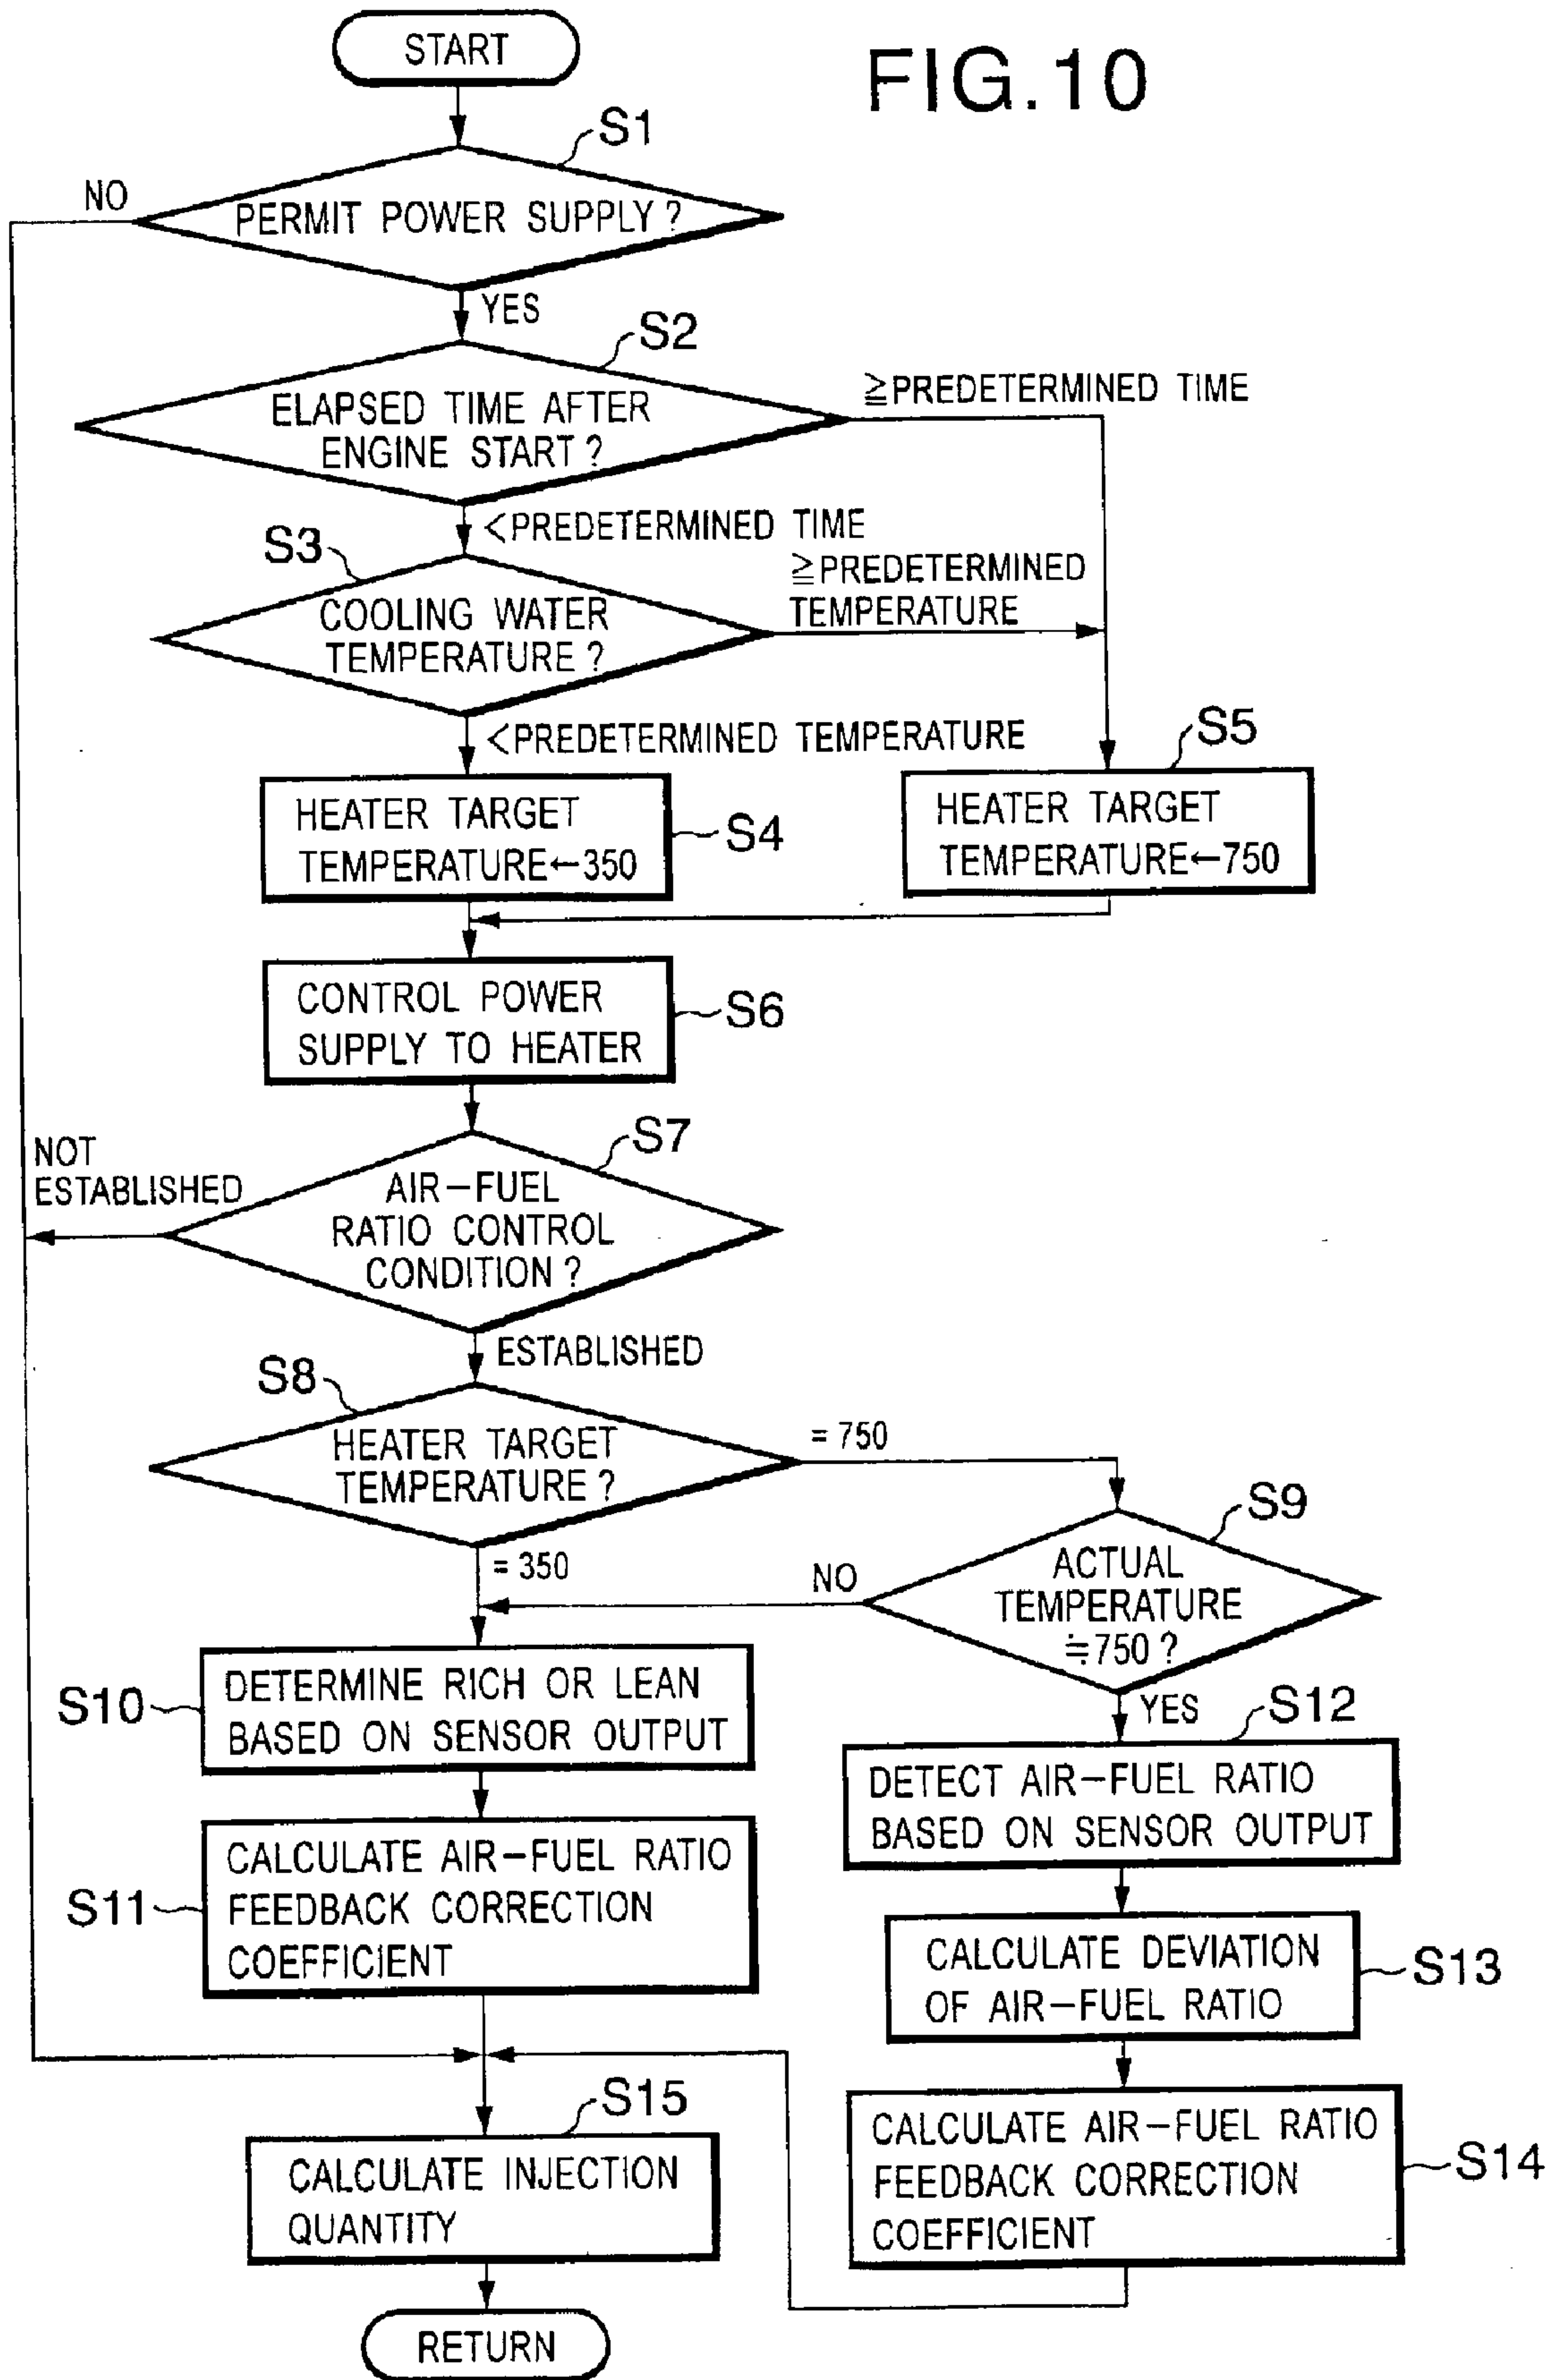 START
FIG.10
S1
NO
PERMIT POWER SUPPLY?
YES
S2
≧PREDETERMINED TIME
ELAPSED TIME AFTER
ENGINE START?
<PREDETERMINED TIME
S3
≧PREDETERMINED
TEMPERATURE
COOLING WATER
TEMPERATURE?
<PREDETERMINED TEMPERATURE
S5
HEATER TARGET
TEMPERATURE←350
S4
HEATER TARGET
TEMPERATURE←750
CONTROL POWER
SUPPLY TO HEATER
S6
S7
NOT
ESTABLISHED
AIR-FUEL
RATIO CONTROL
CONDITION?
ESTABLISHED
S8
HEATER TARGET
TEMPERATURE?
=750
S9
=350
NO
ACTUAL
TEMPERATURE
≒750?
YES
S10
DETERMINE RICH OR LEAN
BASED ON SENSOR OUTPUT
S12
DETECT AIR-FUEL RATIO
BASED ON SENSOR OUTPUT
S11
CALCULATE AIR-FUEL RATIO
FEEDBACK CORRECTION
COEFFICIENT
CALCULATE DEVIATION
OF AIR-FUEL RATIO
S13
S15
CALCULATE INJECTION
QUANTITY
CALCULATE AIR-FUEL RATIO
FEEDBACK CORRECTION
COEFFICIENT
S14
RETURN